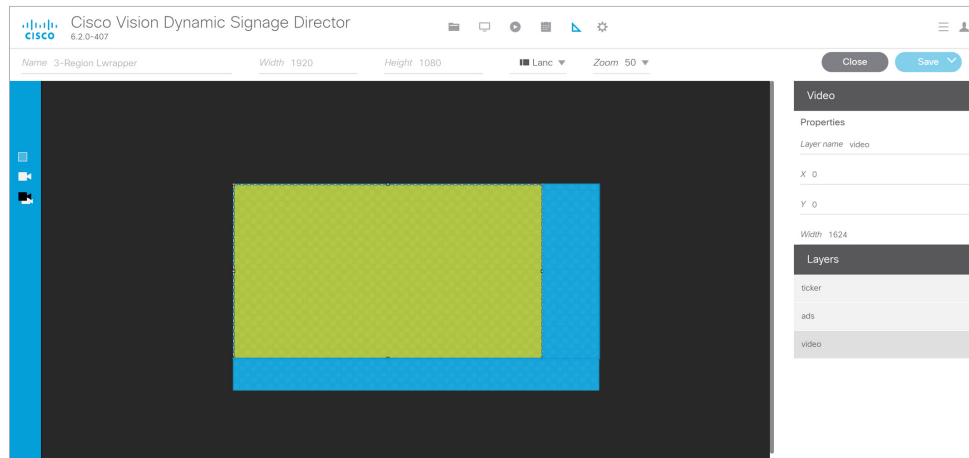 CISCO
Cisco Vision Dynamic Signage Director
6.2.0-407
Name 3-Region Lwrapper
Width 1920
Height 1080
Lanc
Zoom 50
Close
Save
Video
Properties
Layer name video
X 0
Y 0
Width 1624
Layers
ticker
ads
video